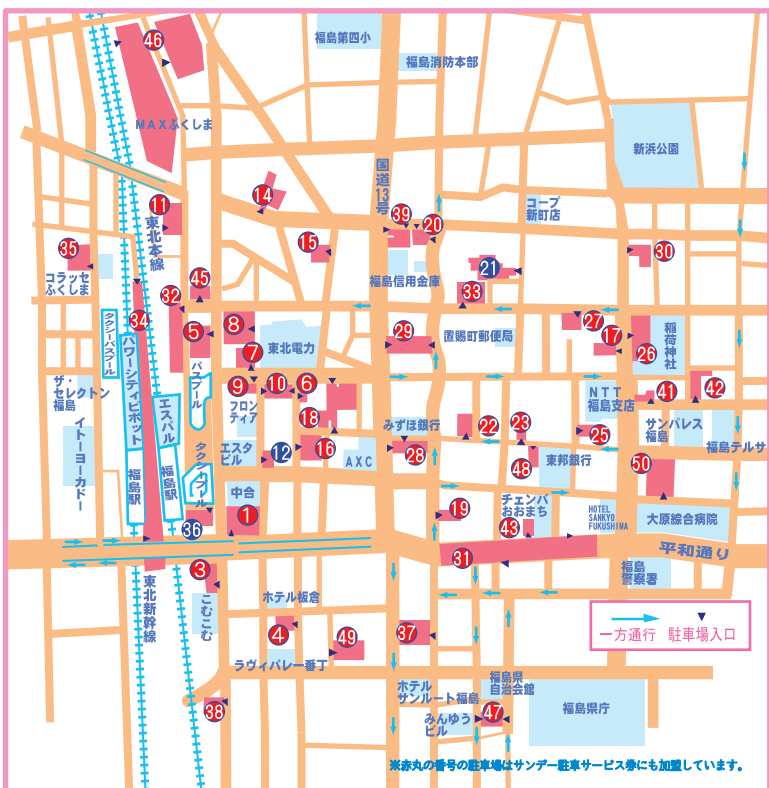 46
福島第四小
福島消防本部
MAXふくしま
新浜公園
国道13号
14
11
東北本線
39
20
コープ
新町店
15
35
コラッセ
ふくしま
30
21
福島信用金庫
45
32
33
34
タクシープール
8
5
29
置賜町郵便局
27
17
26
稲荷神社
7
東北電力
パワーシティピボット
バスプール
ザ・
セレクトン
福島
9
10
6
フロン
ティア
NTT
福島支店
41
42
エスパル
18
みずほ銀行
22
23
25
サンパレス
福島
福島テルサ
イトーヨーカドー
エスタ
ビル
12
16
AXC
28
48
東邦銀行
50
タクシープール
福島駅
福島駅
中合
1
36
19
チェンバ
おおまち
43
HOTEL
SANKYO
FUKUSHIMA
大原綜合病院
31
平和通り
3
福島
警察署
東北新幹線
こむこむ
ホテル板倉
4
49
37
一方通行
駐車場入口
ラヴィバレー一番丁
38
ホテル
サンルート福島
福島県
自治会館
47
みんゆう
ビル
福島県庁
※赤丸の番号の駐車場はサンデー駐車サービス券にも加盟しています。